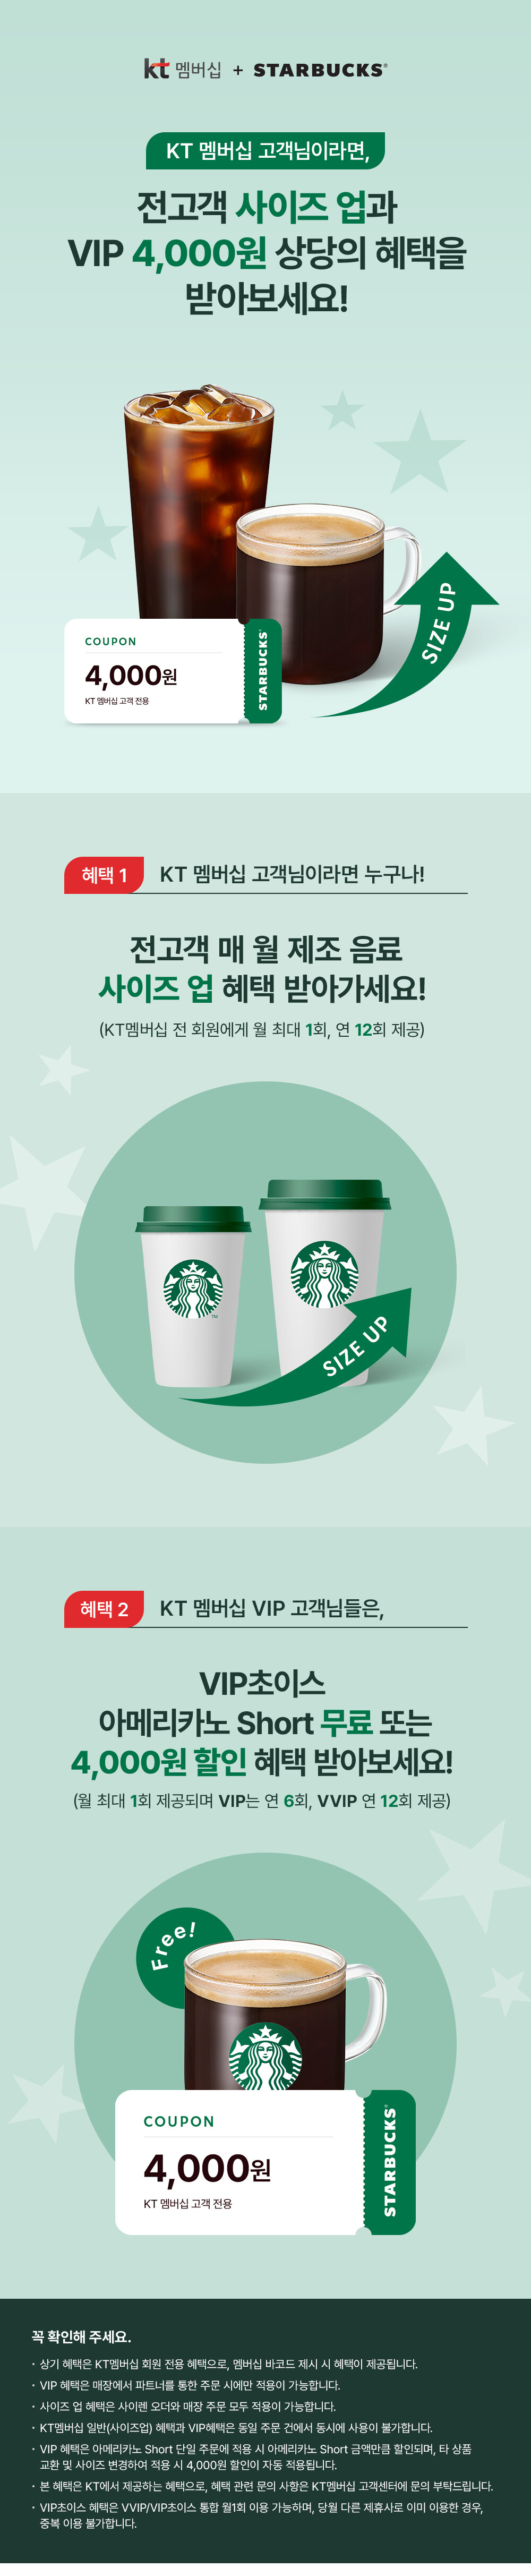 kt 멤버십 + STARBUCKS®
KT 멤버십 고객님이라면,
전고객 사이즈 업과
VIP 4,000원 상당의 혜택을
받아보세요!
SIZE UP
COUPON
4,000원
KT 멤버십 고객 전용
STARBUCKS®
혜택 1 KT 멤버십 고객님이라면 누구나!
전고객 매 월 제조 음료
사이즈 업 혜택 받아가세요!
(KT멤버십 전 회원에게 월 최대 1회, 연 12회 제공)
TM
SIZE UP
혜택 2 KT 멤버십 VIP 고객님들은,
VIP초이스
아메리카노 Short 무료 또는
4,000원 할인 혜택 받아보세요!
(월 최대 1회 제공되며 VIP는 연 6회, VVIP 연 12회 제공)
Free!
COUPON
4,000원
KT 멤버십 고객 전용
STARBUCKS®
꼭 확인해 주세요.
· 상기 혜택은 KT멤버십 회원 전용 혜택으로, 멤버십 바코드 제시 시 혜택이 제공됩니다.
· VIP 혜택은 매장에서 파트너를 통한 주문 시에만 적용이 가능합니다.
· 사이즈 업 혜택은 사이렌 오더와 매장 주문 모두 적용이 가능합니다.
· KT멤버십 일반(사이즈업) 혜택과 VIP혜택은 동일 주문 건에서 동시에 사용이 불가합니다.
· VIP 혜택은 아메리카노 Short 단일 주문에 적용 시 아메리카노 Short 금액만큼 할인되며, 타 상품
교환 및 사이즈 변경하여 적용 시 4,000원 할인이 자동 적용됩니다.
· 본 혜택은 KT에서 제공하는 혜택으로, 혜택 관련 문의 사항은 KT멤버십 고객센터에 문의 부탁드립니다.
· VIP초이스 혜택은 VVIP/VIP초이스 통합 월1회 이용 가능하며, 당월 다른 제휴사로 이미 이용한 경우,
중복 이용 불가합니다.